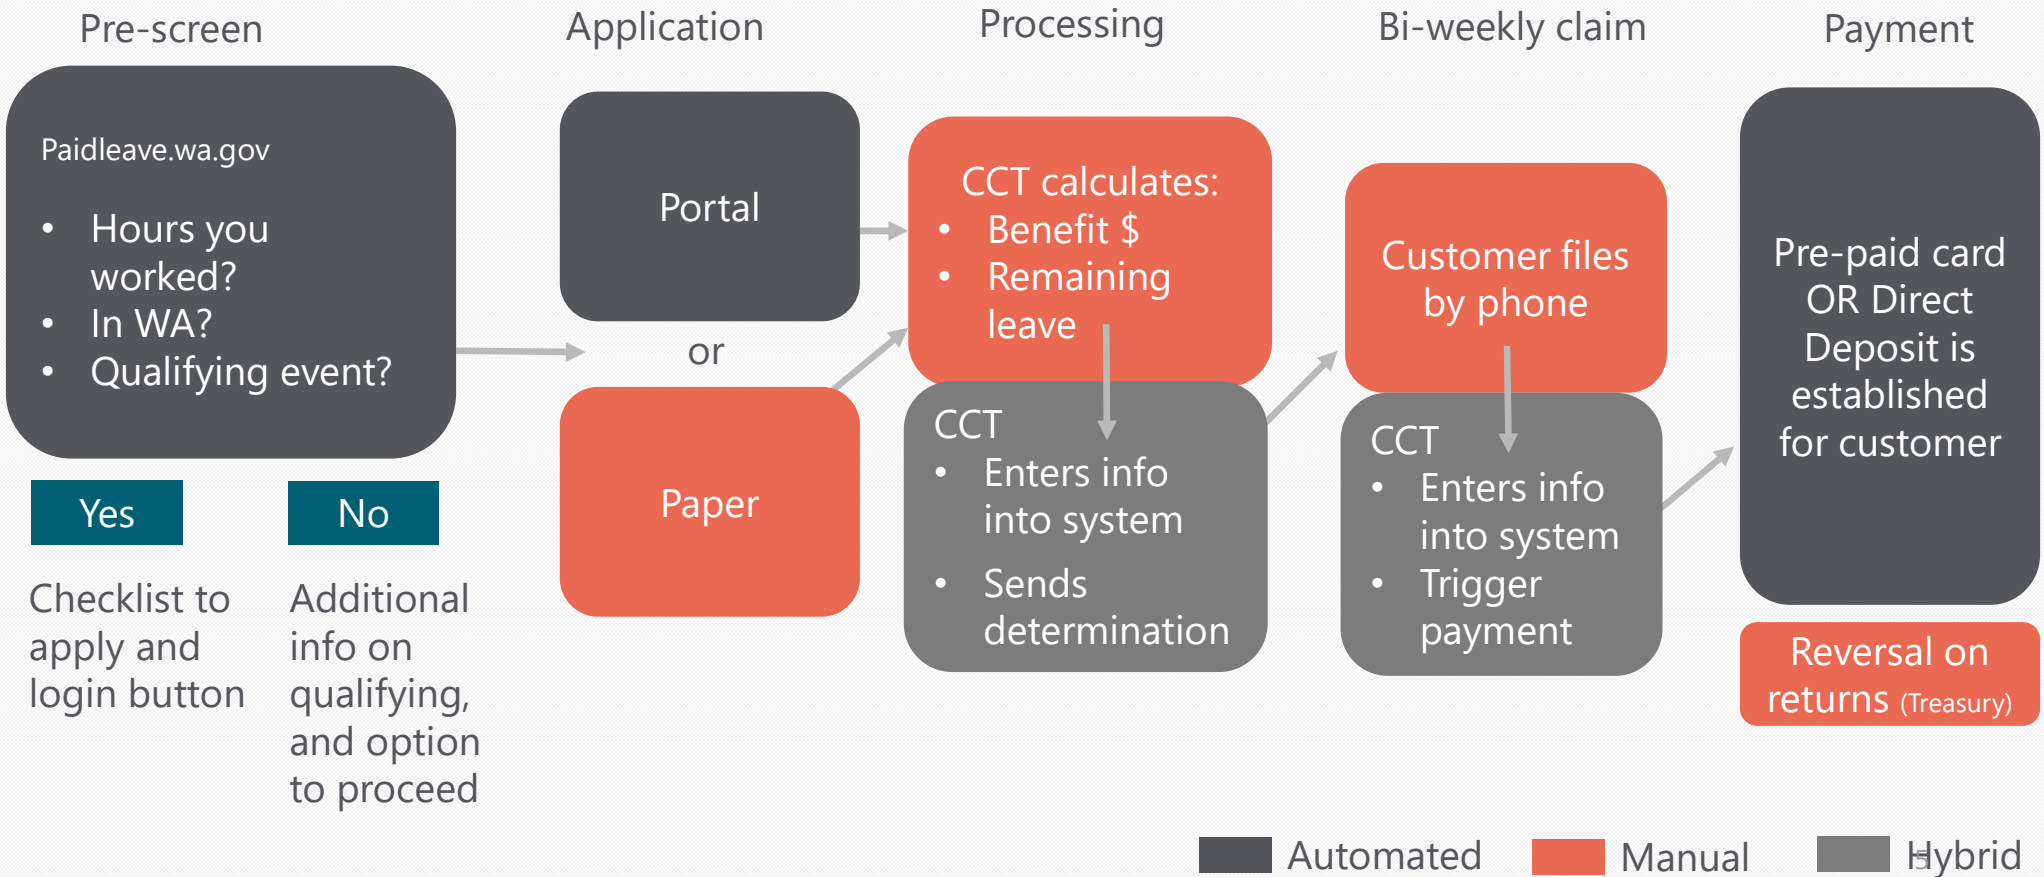 Pre-screen
Application
Processing
Bi-weekly claim
Payment
Paidleave.wa.gov
• Hours you
worked?
• In WA?
• Qualifying event?
Yes
No
Checklist to
apply and
login button
Additional
info on
qualifying,
and option
to proceed
Portal
or
Paper
CCT calculates:
• Benefit $
• Remaining
leave
CCT
• Enters info
into system
• Sends
determination
Customer files
by phone
CCT
• Enters info
into system
• Trigger
payment
Pre-paid card
OR Direct
Deposit is
established
for customer
Reversal on
returns (Treasury)
Automated
Manual
Hybrid
5